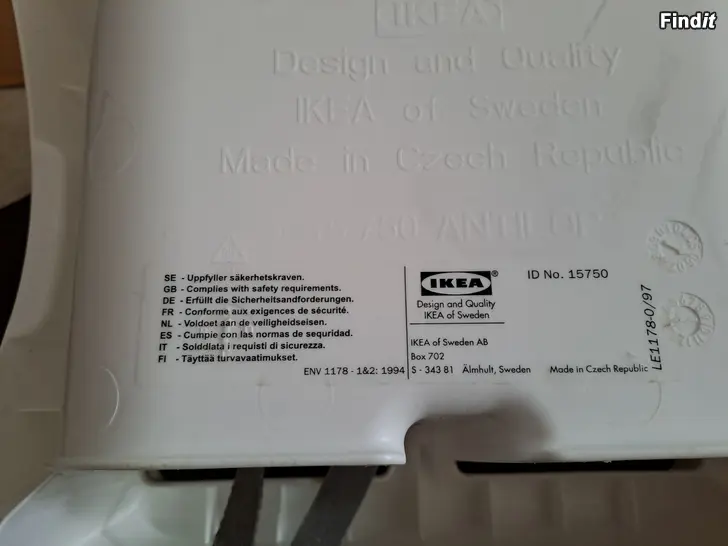 Findit
IKEA
Design and Quality
IKEA of Sweden
Made in Czech Republic
ANTILOP
SE - Uppfyller säkerhetskraven.
GB - Complies with safety requirements.
DE - Erfüllt die Sicherheitsandforderungen.
FR - Conforme aux exigences de sécurité.
NL - Voldoet aan de veiligheidseisen.
ES - Cumpie con las normas de sequridad.
IT - Solddlata i requisti di sicurezza.
FI - Täyttää turvavaatimukset.
ENV 1178 - 1&2: 1994
IKEA®
Design and Quality
IKEA of Sweden
ID No. 15750
IKEA of Sweden AB
Box 702
S - 343 81 Älmhult, Sweden
Made in Czech Republic
LE1178-0/97